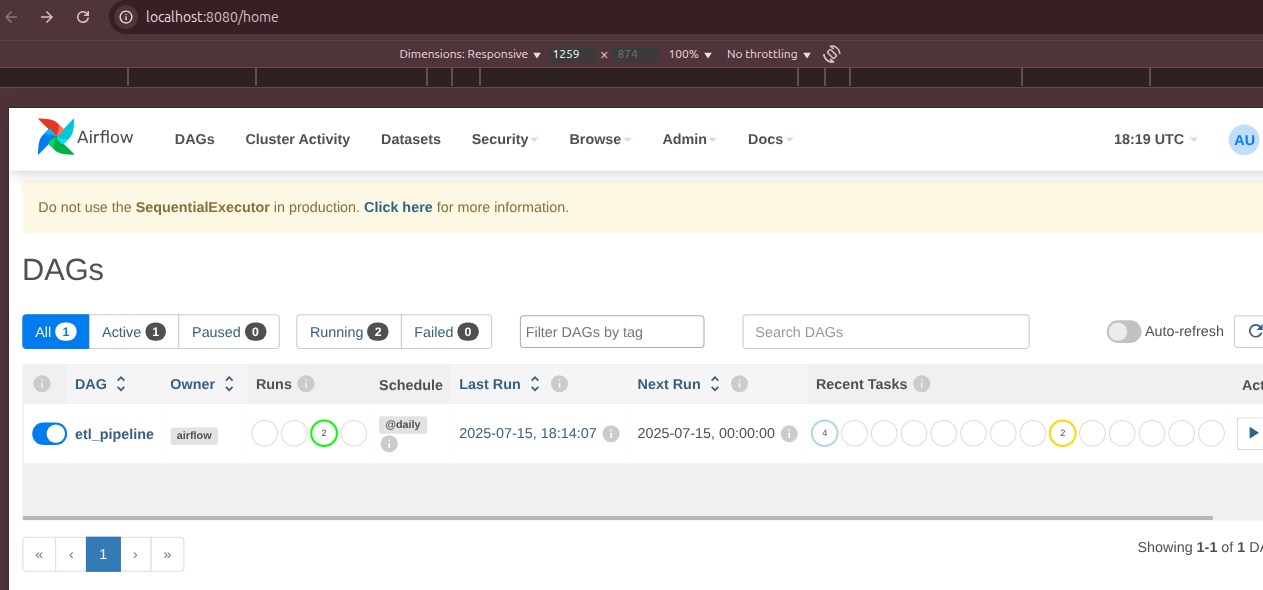 localhost:8080/home
Dimensions: Responsive 1259 x 874 100% No throttling
Airflow DAGs Cluster Activity Datasets Security Browse Admin Docs 18:19 UTC AU
Do not use the SequentialExecutor in production. Click here for more information.
DAGs
All 1 Active 1 Paused 0 Running 2 Failed 0 Filter DAGs by tag Search DAGs Auto-refresh
i DAG Owner Runs i Schedule Last Run i Next Run i Recent Tasks i Act
etl_pipeline airflow 2 @daily i 2025-07-15, 18:14:07 i 2025-07-15, 00:00:00 i 4 2
« ‹ 1 › »
Showing 1-1 of 1 DA